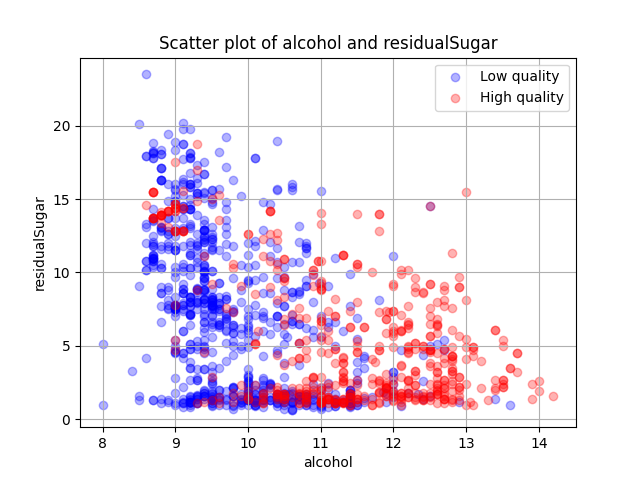 Scatter plot of alcohol and residualSugar
Low quality
High quality
20
15
10
5
0
residualSugar
8 9 10 11 12 13 14
alcohol